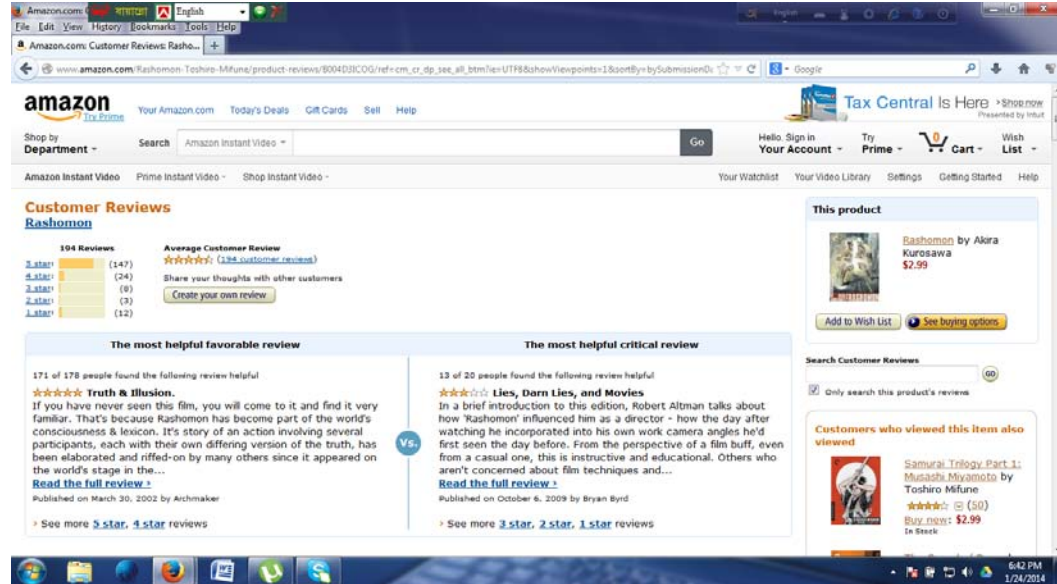 Amazon.com: C
English
File Edit View History Bookmarks Tools Help
Amazon.com: Customer Reviews: Rasho...
www.amazon.com/Rashomon-Toshiro-Mifune/product-reviews/B004D3ICOG/ref=cm_cr_dp_see_all_btm?ie=UTF8&showViewpoints=1&sortBy=bySubmissionDa
Google
amazon
Try Prime
Your Amazon.com Today's Deals Gift Cards Sell Help
Tax Central Is Here Shop now
Presented by Intuit
Shop by
Department
Search Amazon Instant Video
Go
Hello. Sign in
Your Account
Try
Prime
0
Cart
Wish
List
Amazon Instant Video Prime Instant Video Shop Instant Video
Your Watchlist Your Video Library Settings Getting Started Help
Customer Reviews
Rashomon
194 Reviews
5 star: (147)
4 star: (24)
3 star: (8)
2 star: (3)
1 star: (12)
Average Customer Review
(194 customer reviews)
Share your thoughts with other customers
Create your own review
This product
Rashomon by Akira
Kurosawa
$2.99
Add to Wish List See buying options
The most helpful favorable review
171 of 178 people found the following review helpful
Truth & Illusion.
If you have never seen this film, you will come to it and find it very
familiar. That's because Rashomon has become part of the world's
consciousness & lexicon. It's story of an action involving several
participants, each with their own differing version of the truth, has
been elaborated and riffed-on by many others since it appeared on
the world's stage in the...
Read the full review ›
Published on March 30, 2002 by Archmaker
› See more 5 star, 4 star reviews
Vs.
The most helpful critical review
13 of 20 people found the following review helpful
Lies, Darn Lies, and Movies
In a brief introduction to this edition, Robert Altman talks about
how 'Rashomon' influenced him as a director - how the day after
watching he incorporated into his own work camera angles he'd
first seen the day before. From the perspective of a film buff, even
from a casual one, this is instructive and educational. Others who
aren't concerned about film techniques and...
Read the full review ›
Published on October 6, 2009 by Bryan Byrd
› See more 3 star, 2 star, 1 star reviews
Search Customer Reviews
GO
Only search this product's reviews
Customers who viewed this item also
viewed
Samurai Trilogy Part 1:
Musashi Miyamoto by
Toshiro Mifune
(50)
Buy new: $2.99
In Stock
6:42 PM
1/24/2014